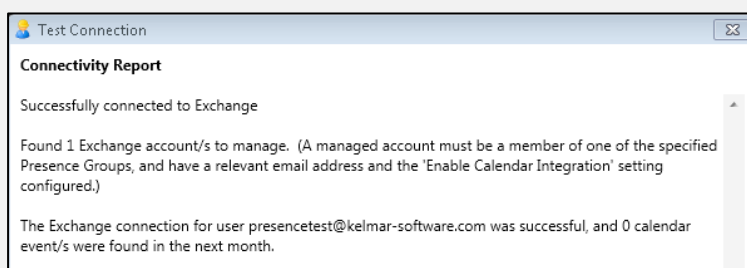 Test Connection
Connectivity Report
Successfully connected to Exchange
Found 1 Exchange account/s to manage. (A managed account must be a member of one of the specified
Presence Groups, and have a relevant email address and the 'Enable Calendar Integration' setting
configured.)
The Exchange connection for user presencetest@kelmar-software.com was successful, and 0 calendar
event/s were found in the next month.